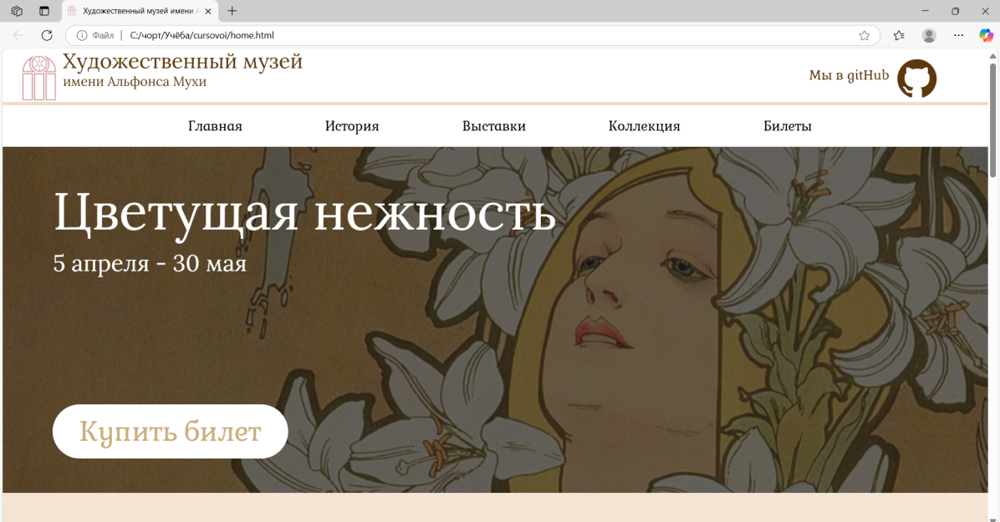 Художественный музей имени А
Файл
C:/чорт/Учёба/cursovoi/home.html
Художественный музей
имени Альфонса Мухи
Мы в gitHub
Главная История Выставки Коллекция Билеты
Цветущая нежность
5 апреля - 30 мая
Купить билет